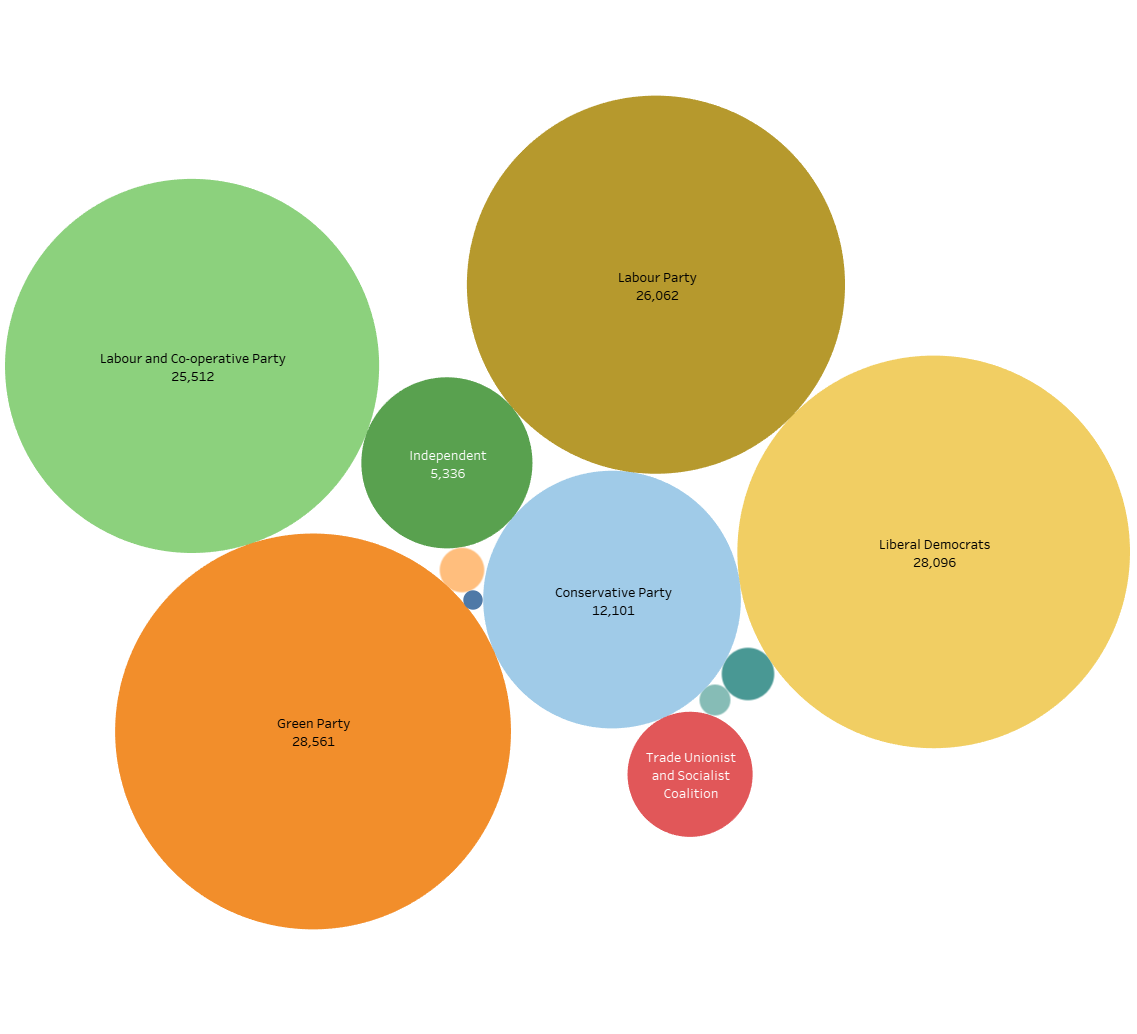 Labour Party
26,062
Labour and Co-operative Party
25,512
Independent
5,336
Liberal Democrats
28,096
Conservative Party
12,101
Green Party
28,561
Trade Unionist
and Socialist
Coalition